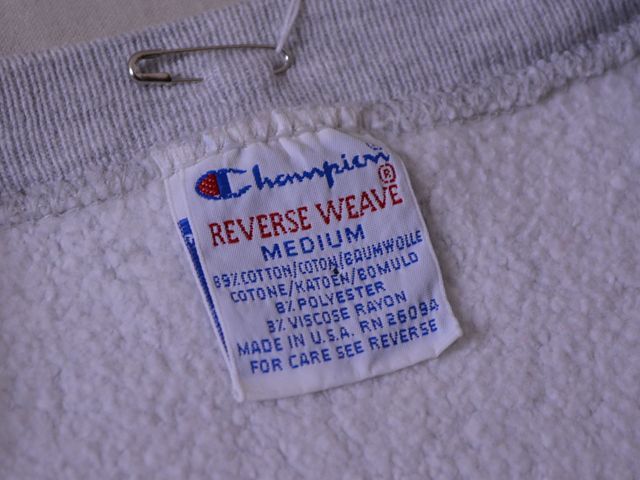 Champion®
REVERSE WEAVE
MEDIUM
89% COTTON/COTON/BAUMWOLLE
COTONE/KATOEN/BOMULD
8% POLYESTER
3% VISCOSE RAYON
MADE IN U.S.A. RN 26094
FOR CARE SEE REVERSE